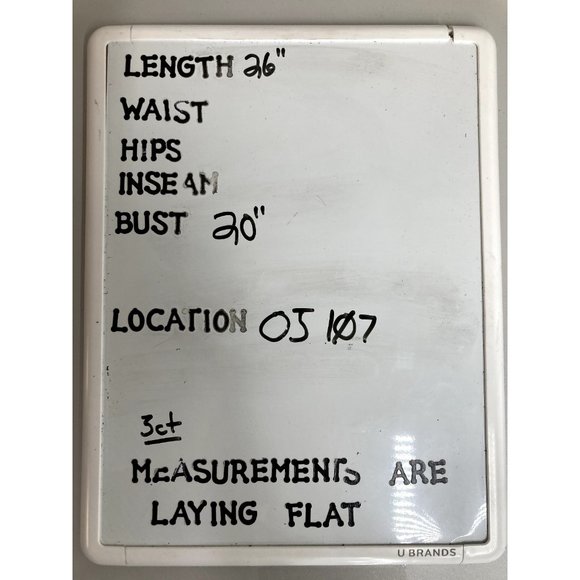 LENGTH 26"
WAIST
HIPS
INSEAM
BUST 20"
LOCATION OJ 107
3ct
MEASUREMENTS ARE
LAYING FLAT
U BRANDS